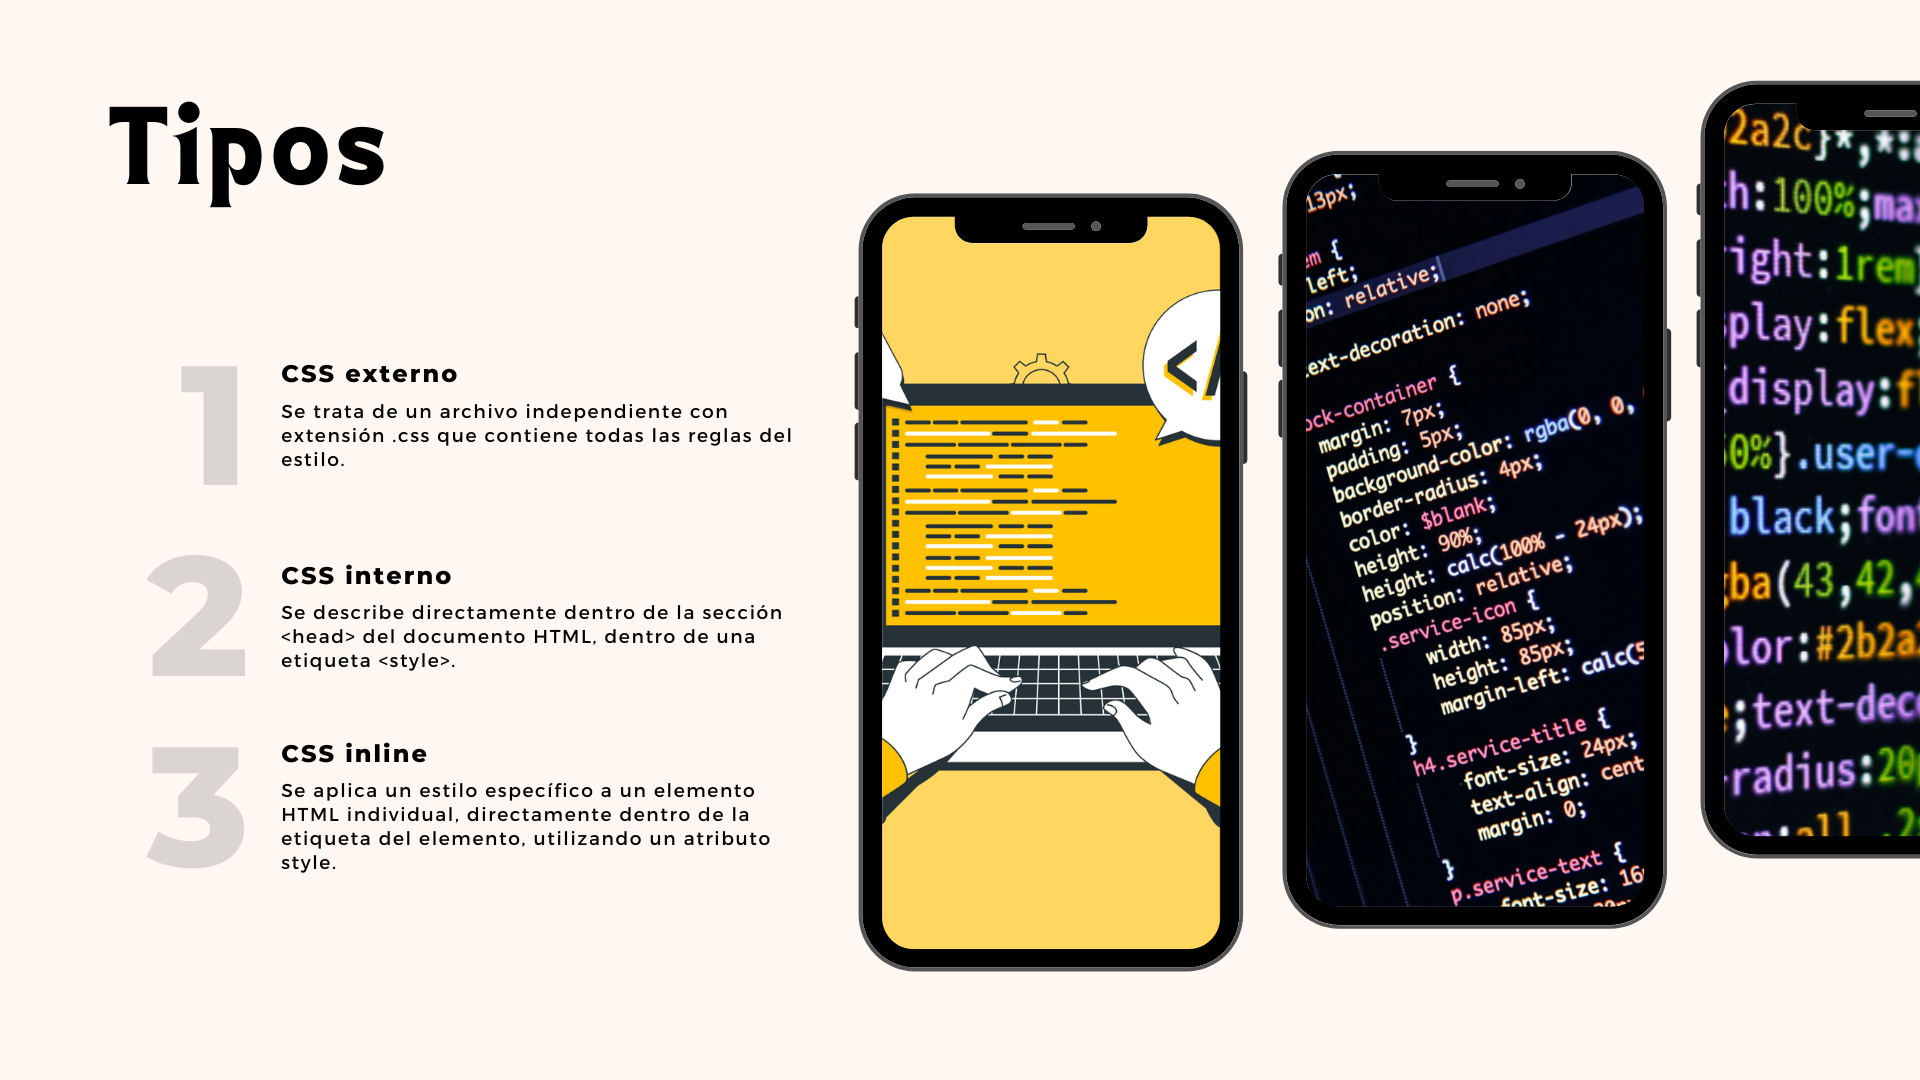 Tipos
1
CSS externo
Se trata de un archivo independiente con
extensión .css que contiene todas las reglas del
estilo.
2
CSS interno
Se describe directamente dentro de la sección
<head> del documento HTML, dentro de una
etiqueta <style>.
3
CSS inline
Se aplica un estilo específico a un elemento
HTML individual, directamente dentro de la
etiqueta del elemento, utilizando un atributo
style.
</
13px;
em {
left;
on: relative;
text-decoration: none;
ock-container {
margin: 7px;
padding: 5px;
background-color: rgba(0, 0,
border-radius: 4px;
color: $blank;
height: 90%;
height: calc(100% - 24px);
position: relative;
.service-icon {
width: 85px;
height: 85px;
margin-left: calc(5
}
h4.service-title {
font-size: 24px;
text-align: cent
margin: 0;
}
p.service-text {
font-size: 16
2a2c}*,*:
h:100%;max
ight:1rem
play:flex;
display:fl
0%}.user-
black;font
gba(43,42,
olor:#2b2a
;text-deco
-radius:20